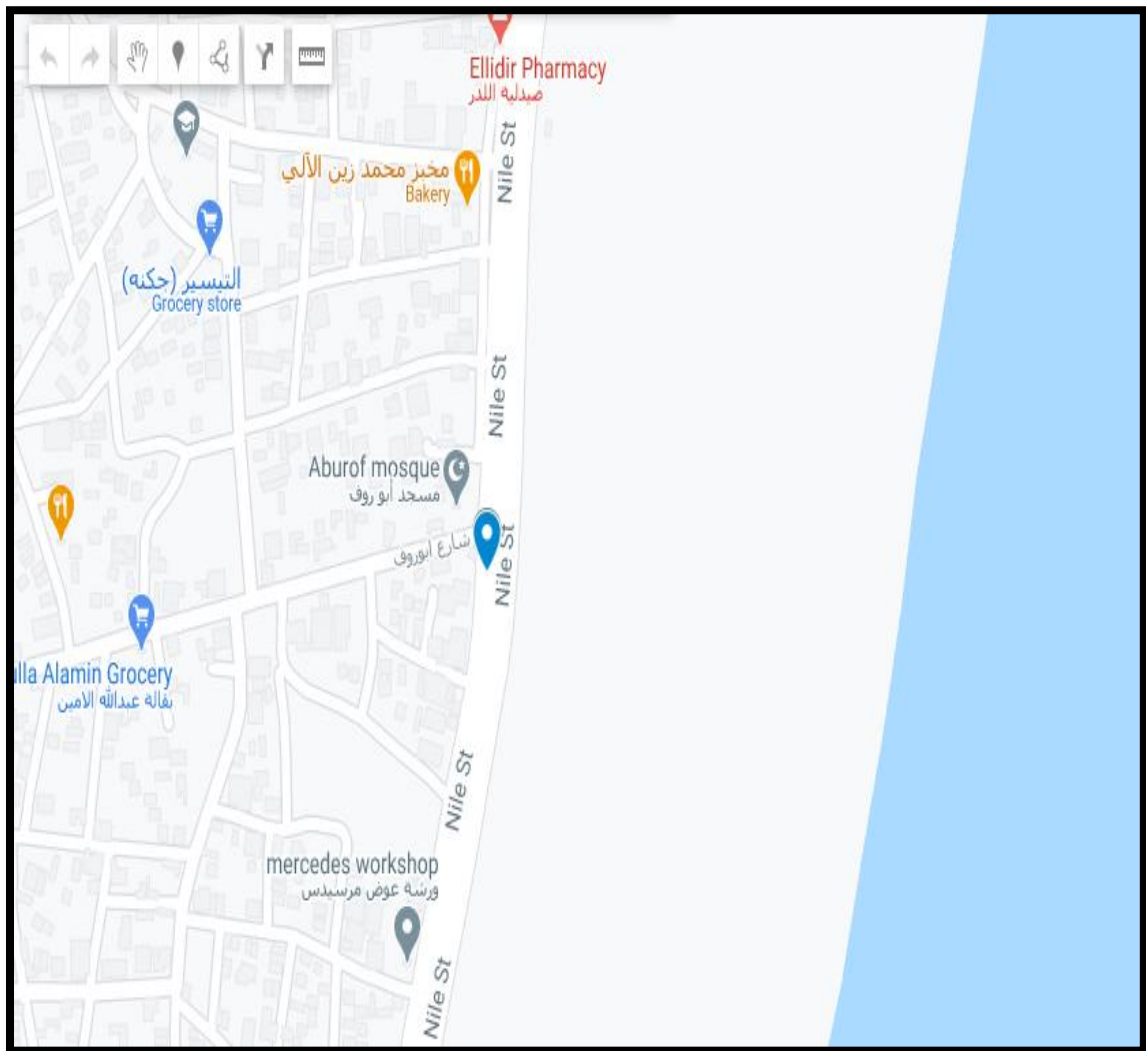 Ellidir Pharmacy
صيدلية اللدر
Nile St
مخبز محمد زين الآلي
Bakery
التيسير (جكنه)
Grocery store
Nile St
Aburof mosque
مسجد أبو روف
شارع ابوروف
Nile St
ulla Alamin Grocery
بقالة عبدالله الامين
Nile St
mercedes workshop
ورشة عوض مرسيدس
Nile St